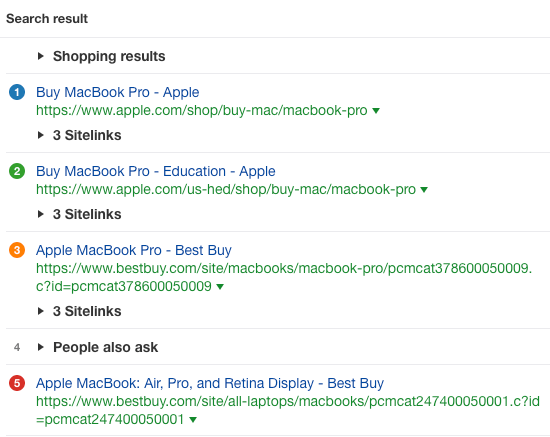 Search result
Shopping results
1 Buy MacBook Pro - Apple
https://www.apple.com/shop/buy-mac/macbook-pro
3 Sitelinks
2 Buy MacBook Pro - Education - Apple
https://www.apple.com/us-hed/shop/buy-mac/macbook-pro
3 Sitelinks
3 Apple MacBook Pro - Best Buy
https://www.bestbuy.com/site/macbooks/macbook-pro/pcmcat378600050009.
c?id=pcmcat378600050009
3 Sitelinks
4 People also ask
5 Apple MacBook: Air, Pro, and Retina Display - Best Buy
https://www.bestbuy.com/site/all-laptops/macbooks/pcmcat247400050001.c?id
=pcmcat247400050001